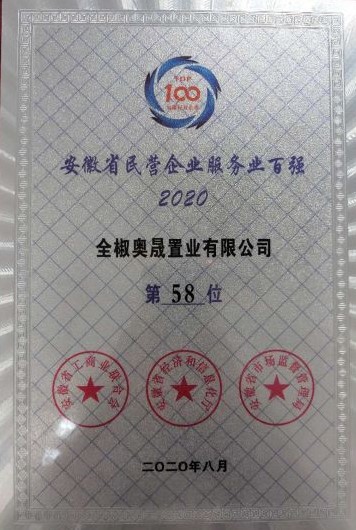 TOP
100
安徽省民营企业服务业百强
2020
全椒奥晟置业有限公司
第 58 位
安徽省工商业联合会
安徽省经济和信息化厅
安徽省市场监督管理局
二〇二〇年八月